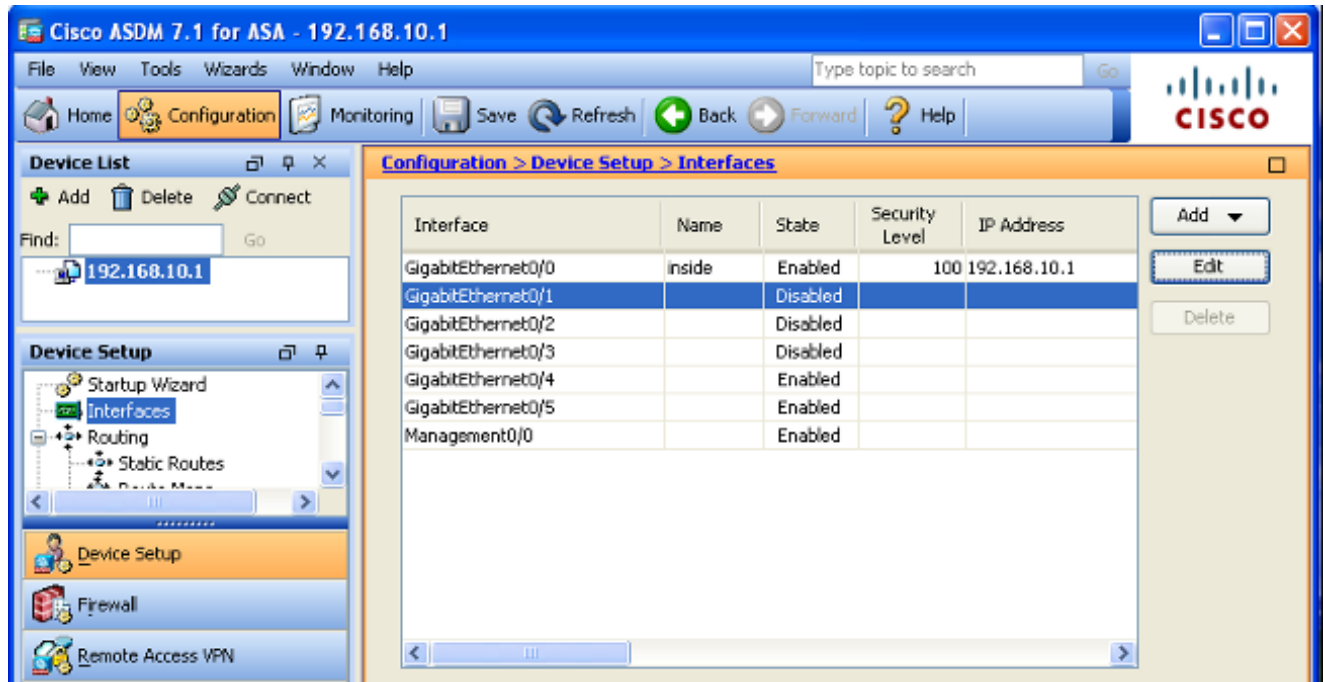 Cisco ASDM 7.1 for ASA - 192.168.10.1
File View Tools Wizards Window Help Type topic to search Go
Home Configuration Monitoring Save Refresh Back Forward Help
CISCO
Device List
Add Delete Connect
Find: Go
192.168.10.1
Device Setup
Startup Wizard
Interfaces
Routing
Static Routes
Device Setup
Firewall
Remote Access VPN
Configuration > Device Setup > Interfaces
Interface Name State Security Level IP Address
GigabitEthernet0/0 inside Enabled 100 192.168.10.1
GigabitEthernet0/1 Disabled
GigabitEthernet0/2 Disabled
GigabitEthernet0/3 Disabled
GigabitEthernet0/4 Enabled
GigabitEthernet0/5 Enabled
Management0/0 Enabled
Add
Edit
Delete